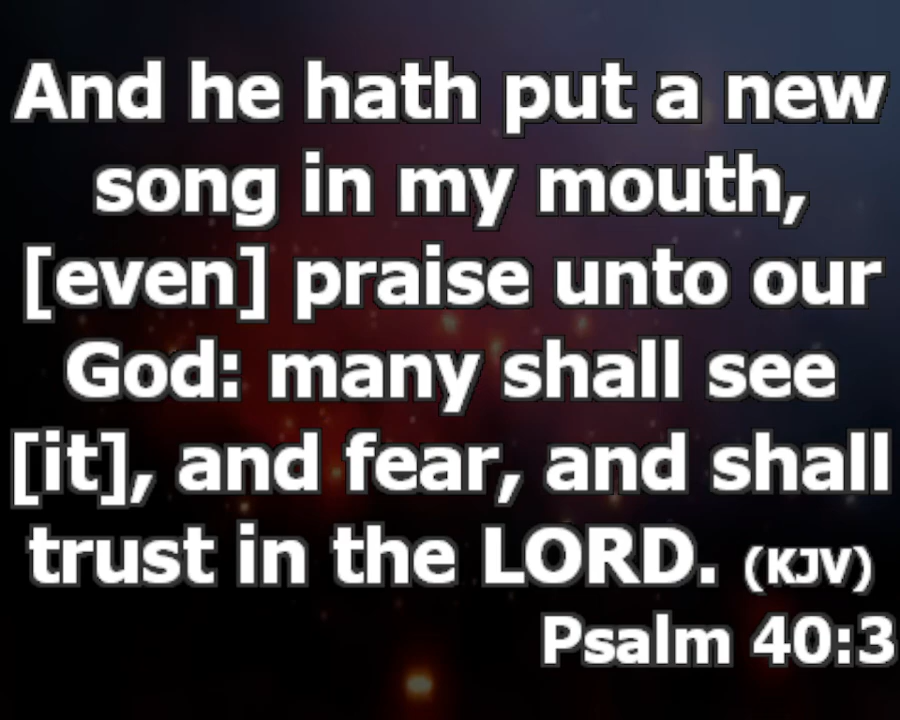 And he hath put a new
song in my mouth,
[even] praise unto our
God: many shall see
[it], and fear, and shall
trust in the LORD. (KJV)
Psalm 40:3